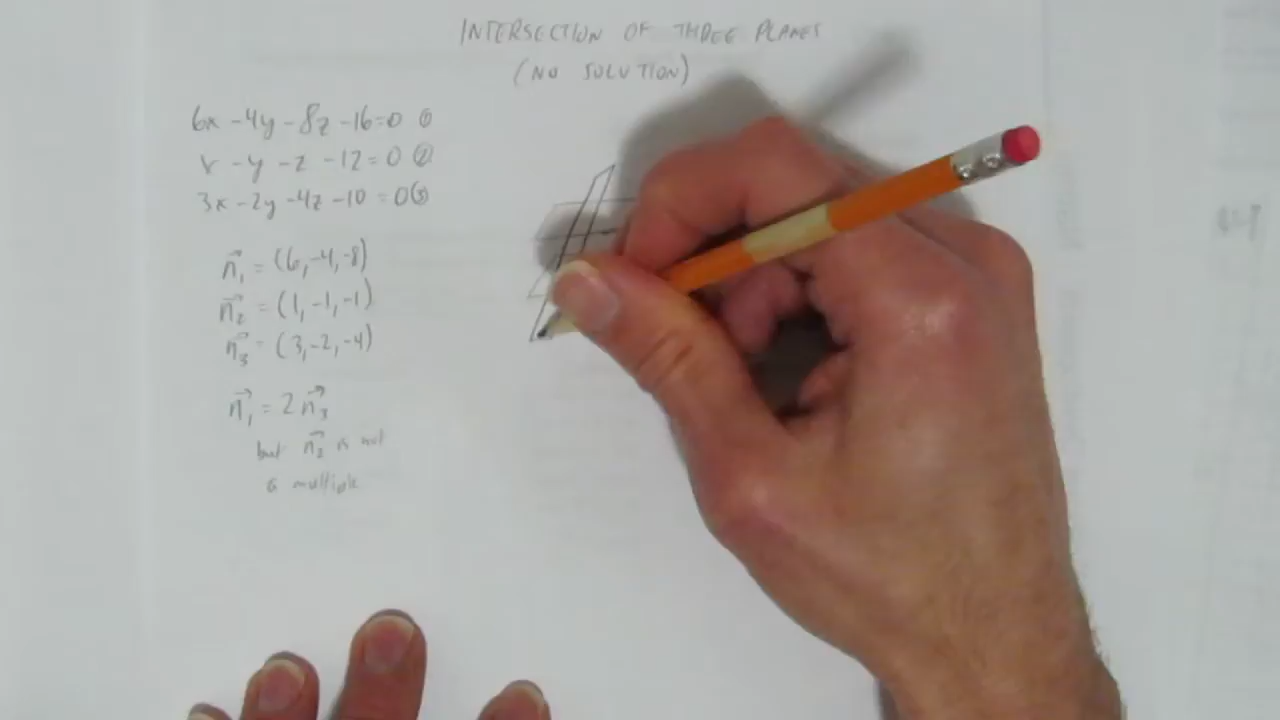 INTERSECTION OF THREE PLANES
(NO SOLUTION)
6x - 4y - 8z - 16 = 0 ①
x - y - z - 12 = 0 ②
3x - 2y - 4z - 10 = 0 ③
n₁ = (6, -4, -8)
n₂ = (1, -1, -1)
n₃ = (3, -2, -4)
n₁ = 2n₃
but n₂ is not
a multiple